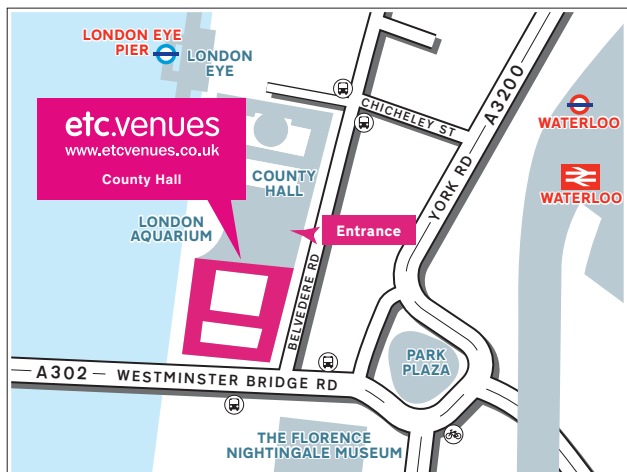 LONDON EYE
PIER
LONDON
EYE
etc.venues
www.etcvenues.co.uk
County Hall
CHICHELEY ST
A3200
WATERLOO
WATERLOO
COUNTY
HALL
YORK RD
LONDON
AQUARIUM
Entrance
BELVEDERE RD
PARK
PLAZA
A302
WESTMINSTER BRIDGE RD
THE FLORENCE
NIGHTINGALE MUSEUM